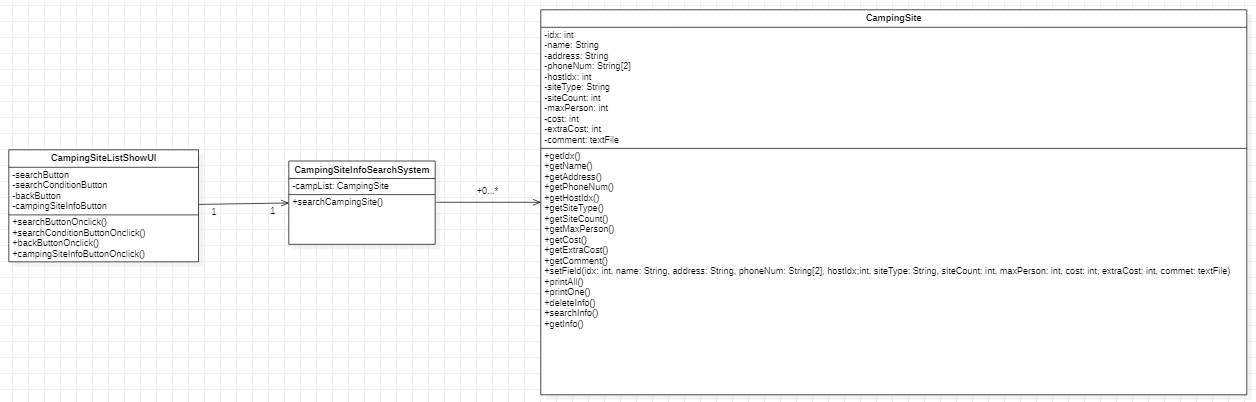 CampingSiteListShowUI
-searchButton
-searchConditionButton
-backButton
-campingSiteInfoButton
+searchButtonOnclick()
+searchConditionButtonOnclick()
+backButtonOnclick()
+campingSiteInfoButtonOnclick()
1
1
CampingSiteInfoSearchSystem
-campList: CampingSite
+searchCampingSite()
+0...*
CampingSite
-idx: int
-name: String
-address: String
-phoneNum: String[2]
-hostIdx: int
-siteType: String
-siteCount: int
-maxPerson: int
-cost: int
-extraCost: int
-comment: textFile
+getIdx()
+getName()
+getAddress()
+getPhoneNum()
+getHostIdx()
+getSiteType()
+getSiteCount()
+getMaxPerson()
+getCost()
+getExtraCost()
+getComment()
+setField(idx: int, name: String, address: String, phoneNum: String[2], hostIdx:int, siteType: String, siteCount: int, maxPerson: int, cost: int, extraCost: int, commet: textFile)
+printAll()
+printOne()
+deleteInfo()
+searchInfo()
+getInfo()